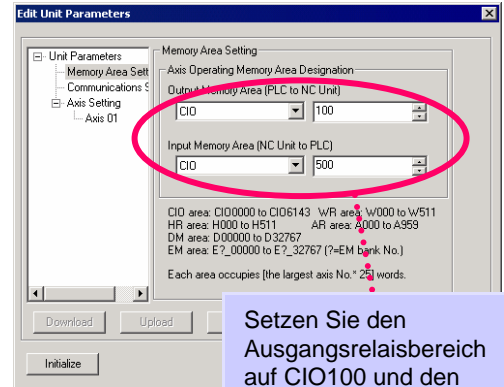 Edit Unit Parameters
Unit Parameters
Memory Area Sett
Communications S
Axis Setting
Axis 01
Memory Area Setting
Axis Operating Memory Area Designation
Output Memory Area (PLC to NC Unit)
CIO
100
Input Memory Area (NC Unit to PLC)
CIO
500
CIO area: CIO0000 to CIO6143 WR area: W000 to W511
HR area: H000 to H511 AR area: A000 to A959
DM area: D00000 to D32767
EM area: E?_00000 to E?_32767 (?=EM bank No.)
Each area occupies [the largest axis No.* 25] words.
Download
Upload
Initialize
Setzen Sie den
Ausgangsrelaisbereich
auf CIO100 und den